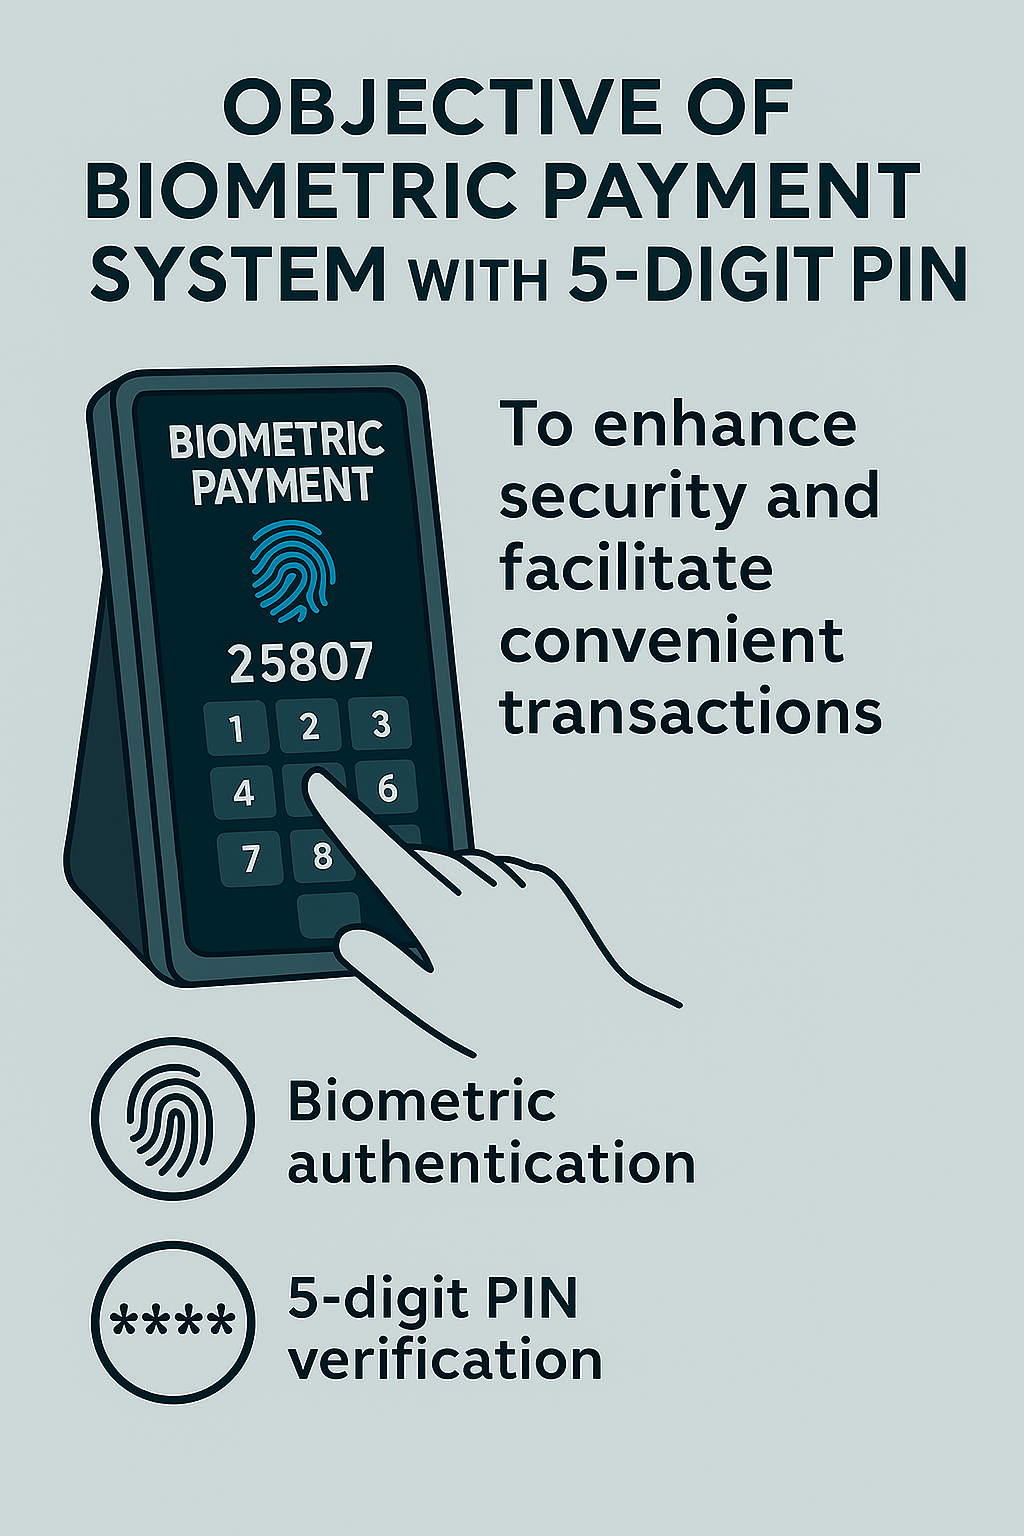 OBJECTIVE OF
BIOMETRIC PAYMENT
SYSTEM WITH 5-DIGIT PIN
BIOMETRIC
PAYMENT
25807
1 2 3
4 6
7 8
To enhance
security and
facilitate
convenient
transactions
Biometric
authentication
****
5-digit PIN
verification